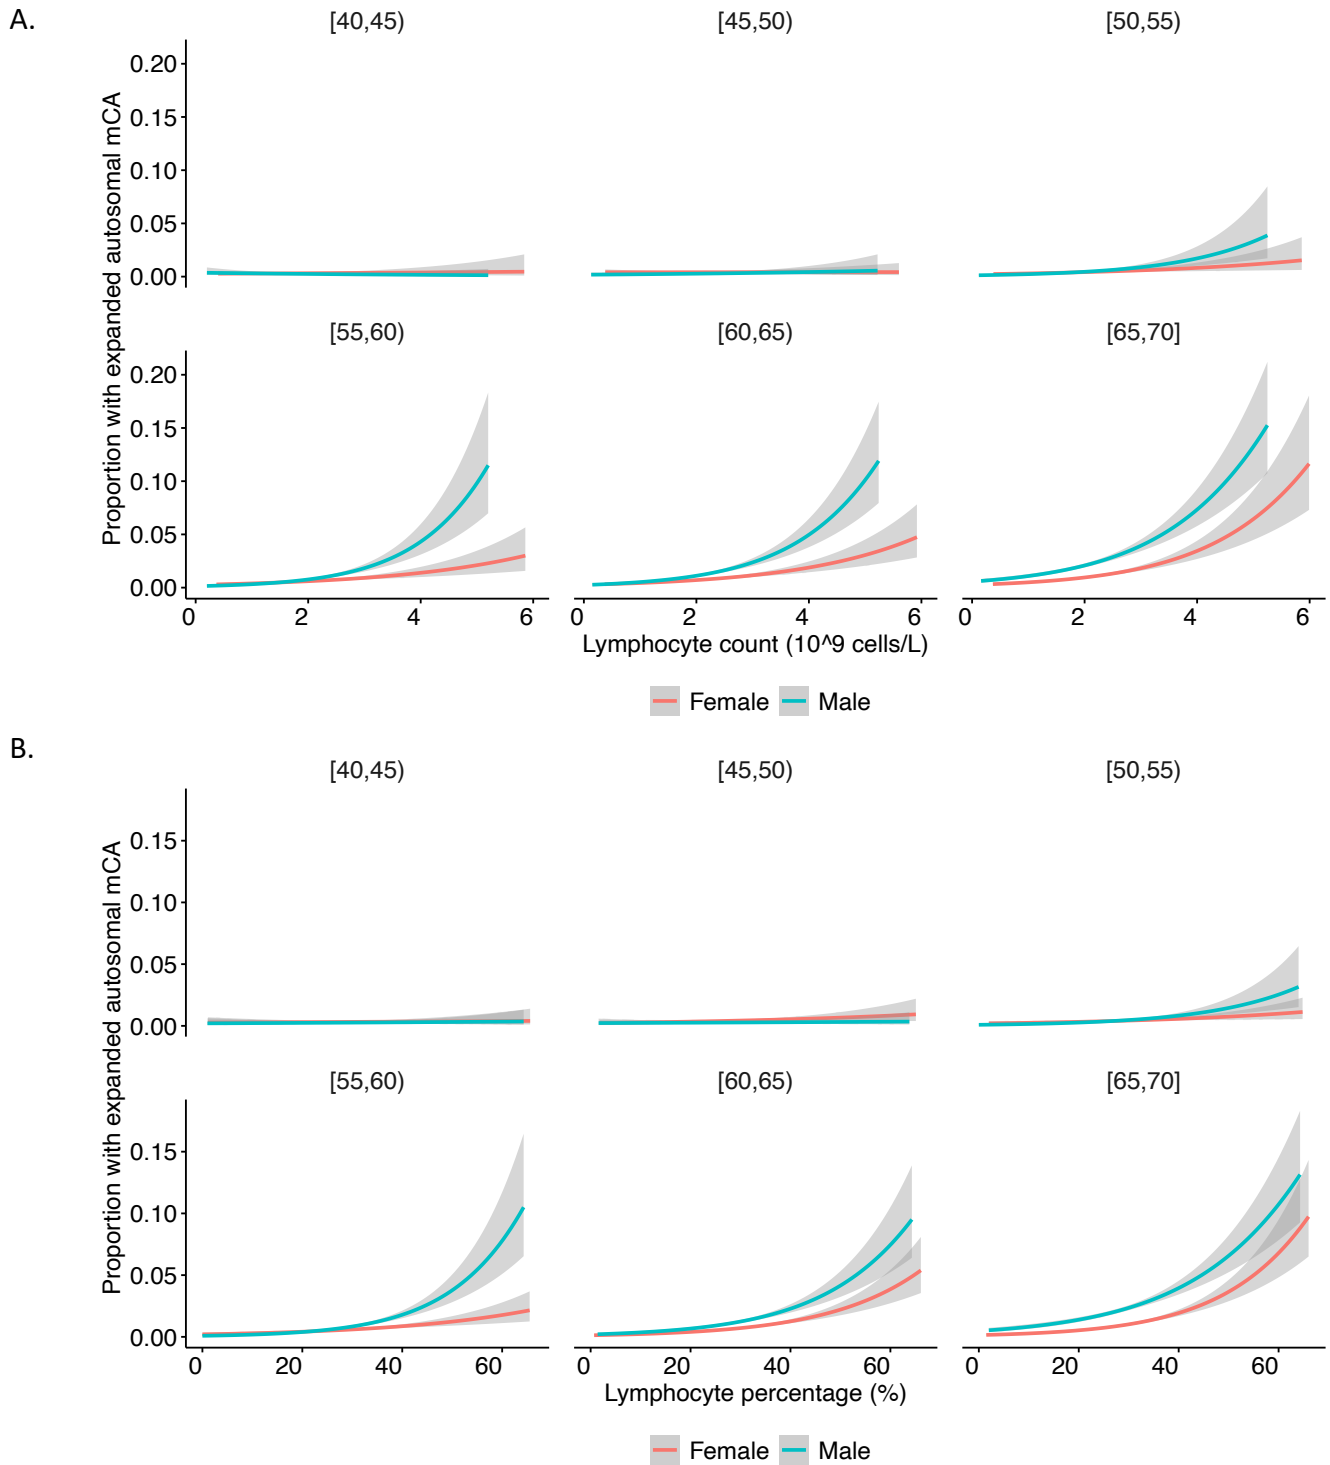 A.
[40,45) [45,50) [50,55)
Proportion with expanded autosomal mCA
0.20
0.15
0.10
0.05
0.00
[55,60) [60,65) [65,70]
0.20
0.15
0.10
0.05
0.00
0 2 4 6 0 2 4 6 0 2 4 6
Lymphocyte count (10^9 cells/L)
Female Male
B.
[40,45) [45,50) [50,55)
Proportion with expanded autosomal mCA
0.15
0.10
0.05
0.00
[55,60) [60,65) [65,70]
0.15
0.10
0.05
0.00
0 20 40 60 0 20 40 60 0 20 40 60
Lymphocyte percentage (%)
Female Male